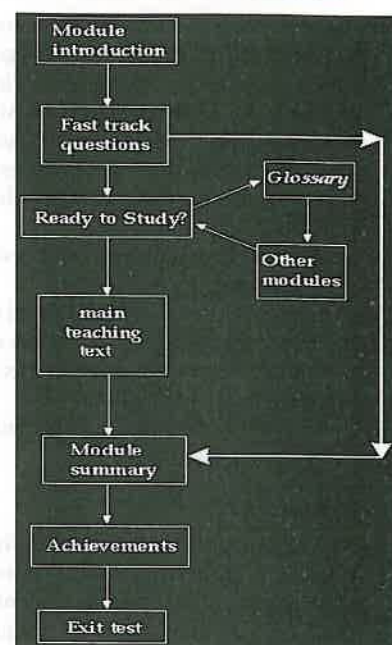 Module
introduction
Fast track
questions
Glossary
Ready to Study?
Other
modules
main
teaching
text
Module
summary
Achievements
Exit test